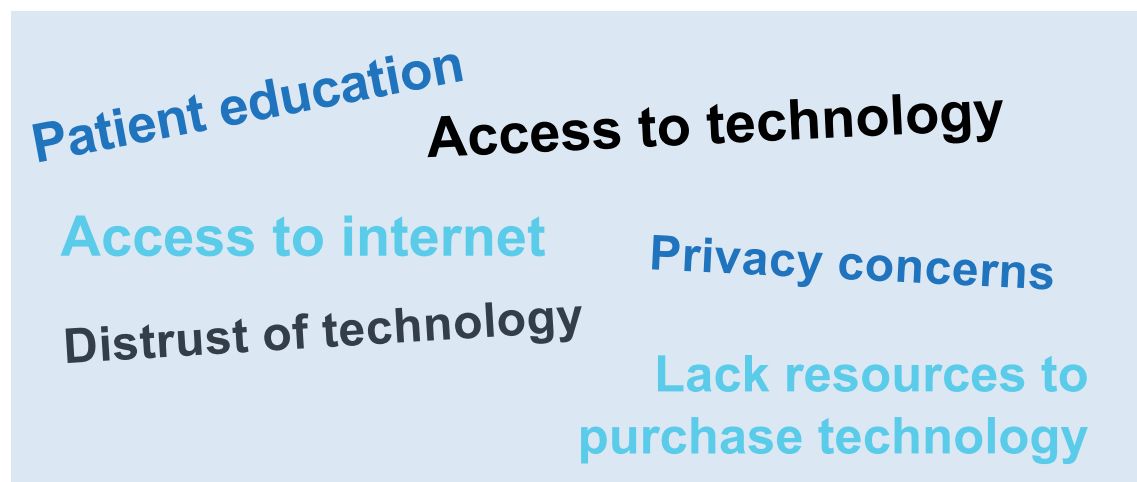 Patient education
Access to technology
Access to internet
Privacy concerns
Distrust of technology
Lack resources to
purchase technology